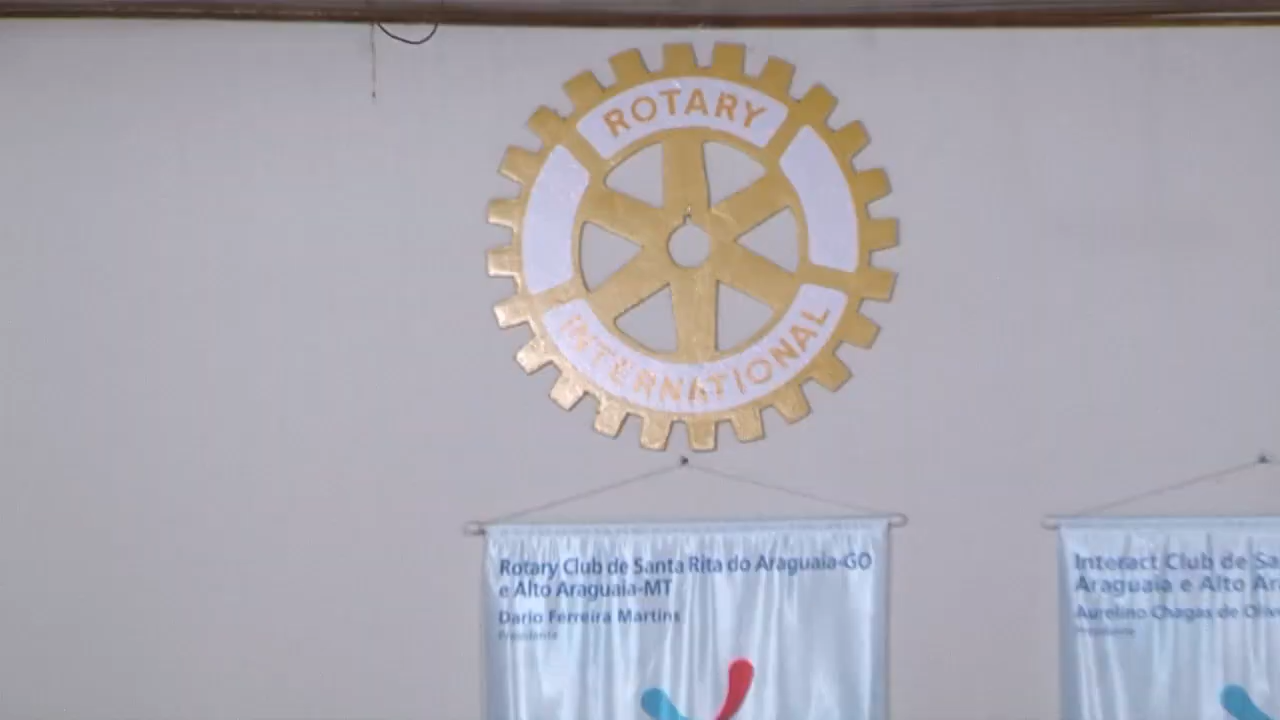 ROTARY
INTERNATIONAL
Rotary Club de Santa Rita do Araguaia-GO
e Alto Araguaia-MT
Dario Ferreira Martins
Presidente
Interact Club de
Araguaia e Alto
Aurelino Chagas de
Presidente